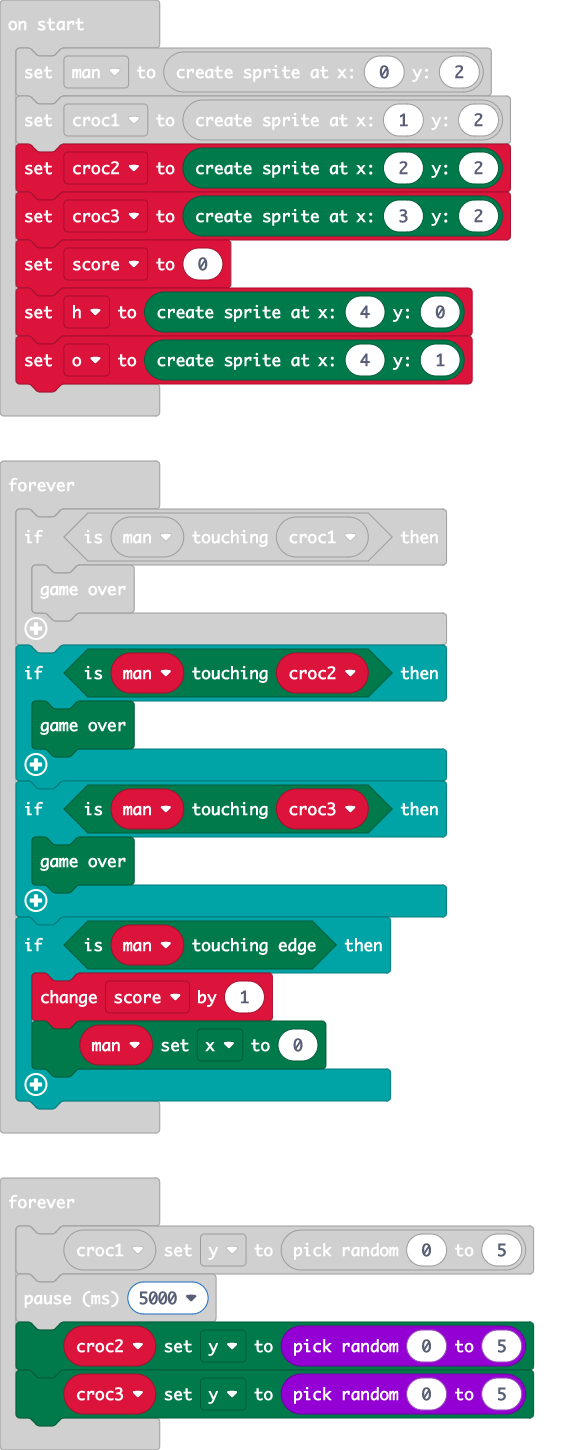 on start
set man to create sprite at x: 0 y: 2
set croc1 to create sprite at x: 1 y: 2
set croc2 to create sprite at x: 2 y: 2
set croc3 to create sprite at x: 3 y: 2
set score to 0
set h to create sprite at x: 4 y: 0
set o to create sprite at x: 4 y: 1
forever
if is man touching croc1 then
game over
if is man touching croc2 then
game over
if is man touching croc3 then
game over
if is man touching edge then
change score by 1
man set x to 0
forever
croc1 set y to pick random 0 to 5
pause (ms) 5000
croc2 set y to pick random 0 to 5
croc3 set y to pick random 0 to 5